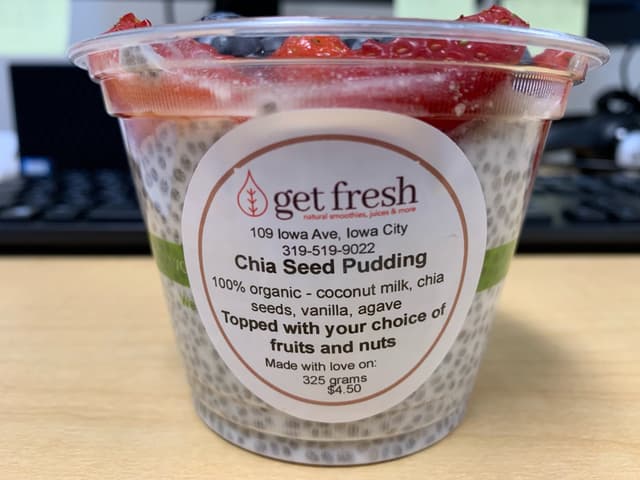 get fresh
natural smoothies, juices & more
109 Iowa Ave, Iowa City
319-519-9022
Chia Seed Pudding
100% organic - coconut milk, chia
seeds, vanilla, agave
Topped with your choice of
fruits and nuts
Made with love on:
325 grams
$4.50